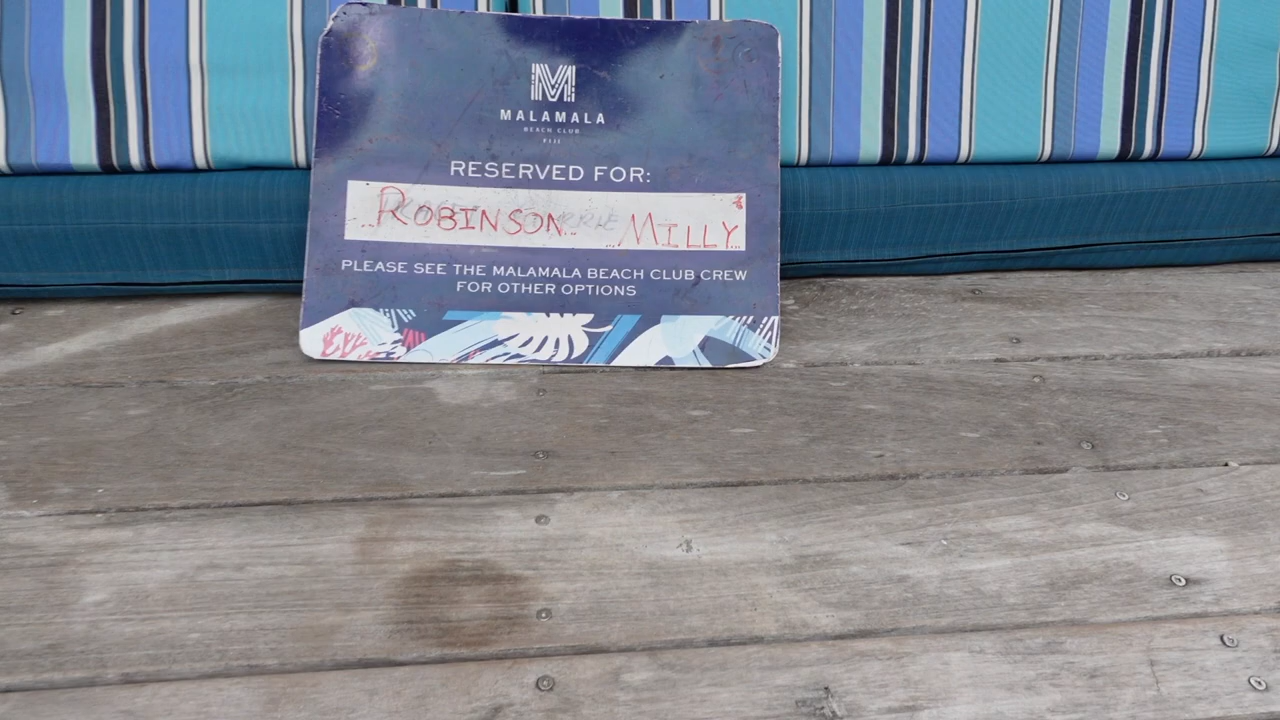 MALAMALA
BEACH CLUB
FIJI
RESERVED FOR:
ROBINSON MILLY
PLEASE SEE THE MALAMALA BEACH CLUB CREW
FOR OTHER OPTIONS